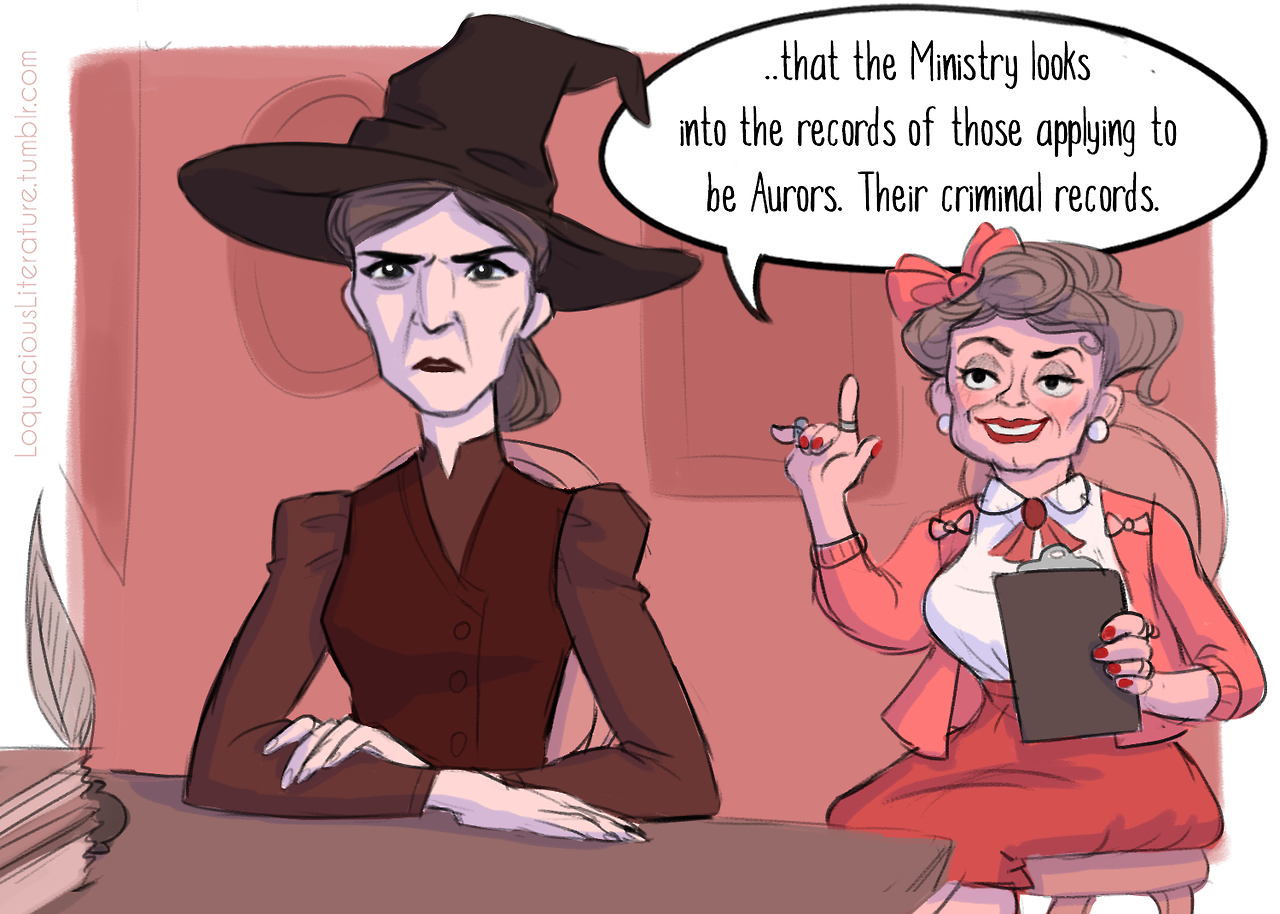 ..that the Ministry looks
into the records of those applying to
be Aurors. Their criminal records.
LoquaciousLiterature.tumblr.com